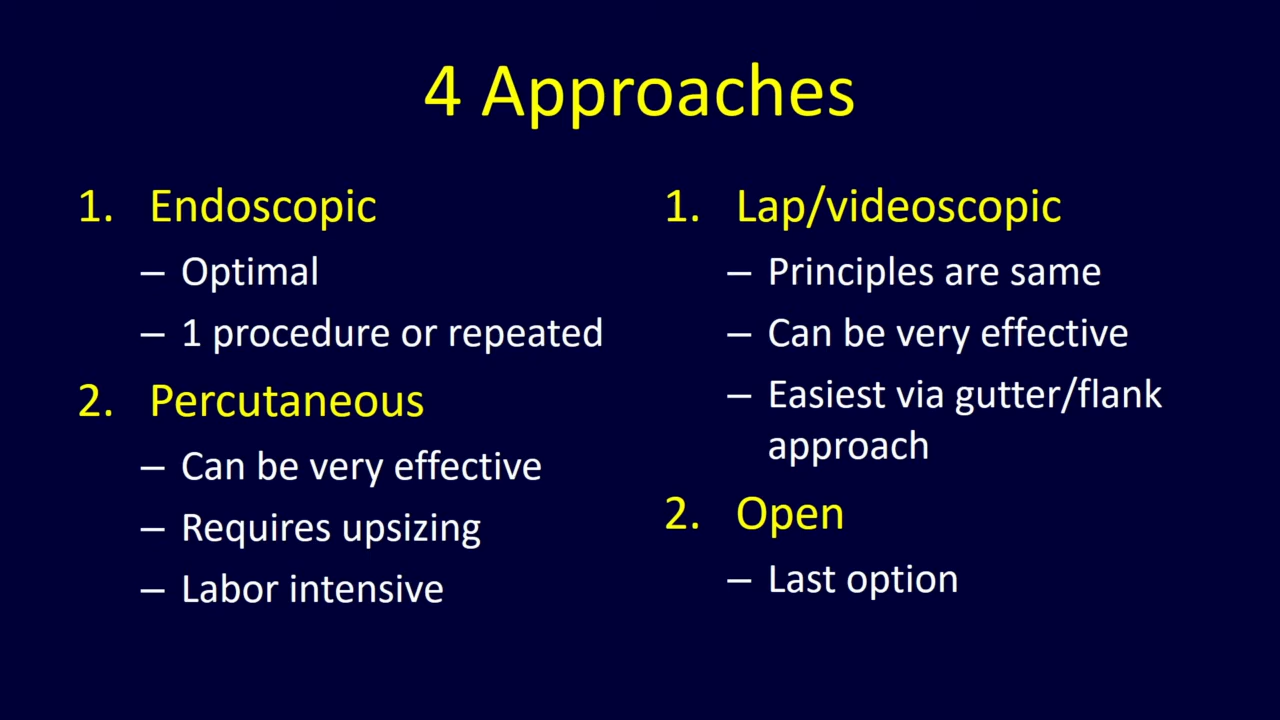 4 Approaches
1. Endoscopic
– Optimal
– 1 procedure or repeated
2. Percutaneous
– Can be very effective
– Requires upsizing
– Labor intensive
1. Lap/videoscopic
– Principles are same
– Can be very effective
– Easiest via gutter/flank
approach
2. Open
– Last option